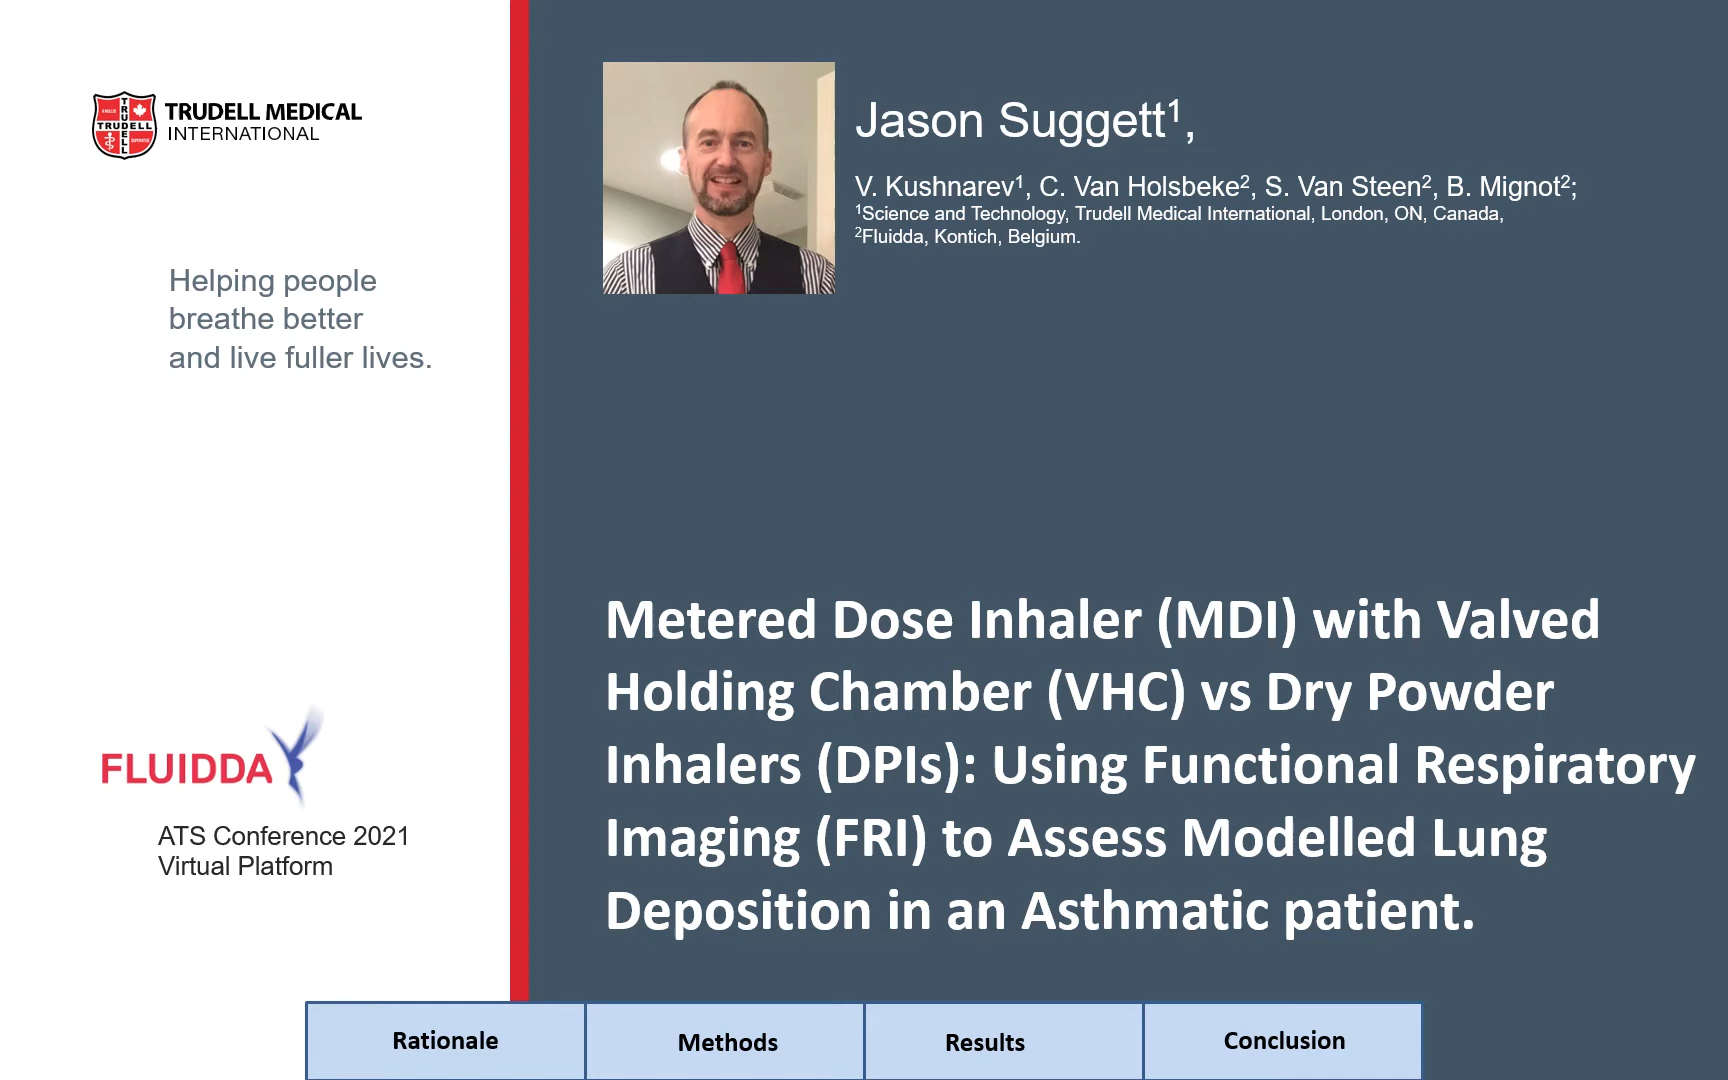 TRUDELL MEDICAL
INTERNATIONAL
TRUDELL
TRUDELL
Helping people
breathe better
and live fuller lives.
FLUIDDA
ATS Conference 2021
Virtual Platform
Jason Suggett¹,
V. Kushnarev¹, C. Van Holsbeke², S. Van Steen², B. Mignot²;
¹Science and Technology, Trudell Medical International, London, ON, Canada,
²Fluidda, Kontich, Belgium.
Metered Dose Inhaler (MDI) with Valved
Holding Chamber (VHC) vs Dry Powder
Inhalers (DPIs): Using Functional Respiratory
Imaging (FRI) to Assess Modelled Lung
Deposition in an Asthmatic patient.
Rationale
Methods
Results
Conclusion